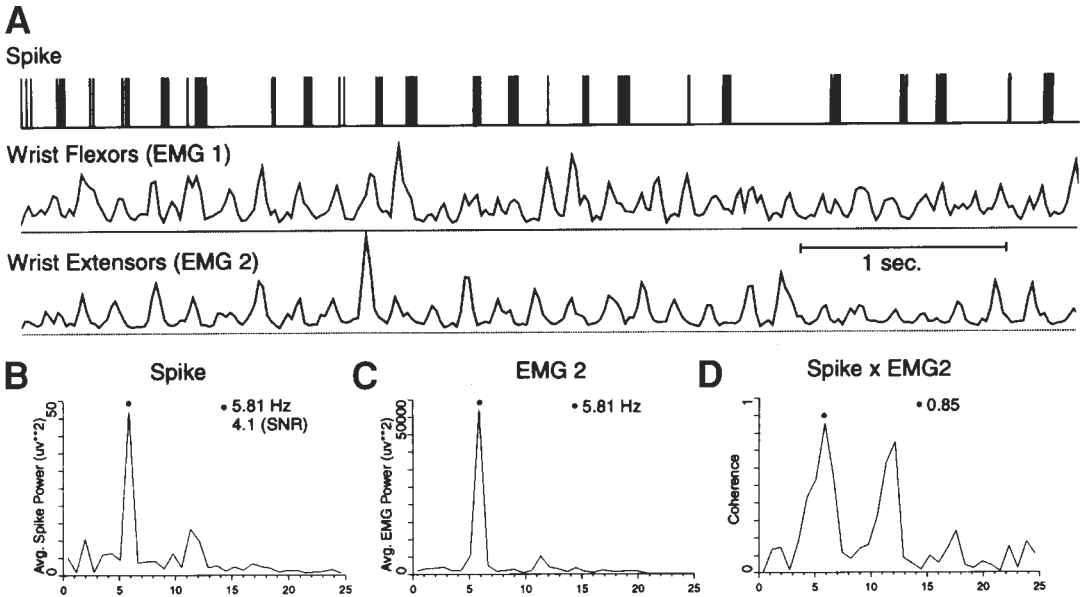 A
Spike
Wrist Flexors (EMG 1)
1 sec.
Wrist Extensors (EMG 2)
B
Spike
• 5.81 Hz
4.1 (SNR)
Avg. Spike Power (uv**2)
50
0
0 5 10 15 20 25
C
EMG 2
• 5.81 Hz
Avg. EMG Power (uv**2)
50000
0
0 5 10 15 20 25
D
Spike x EMG2
• 0.85
Coherence
1
0
0 5 10 15 20 25